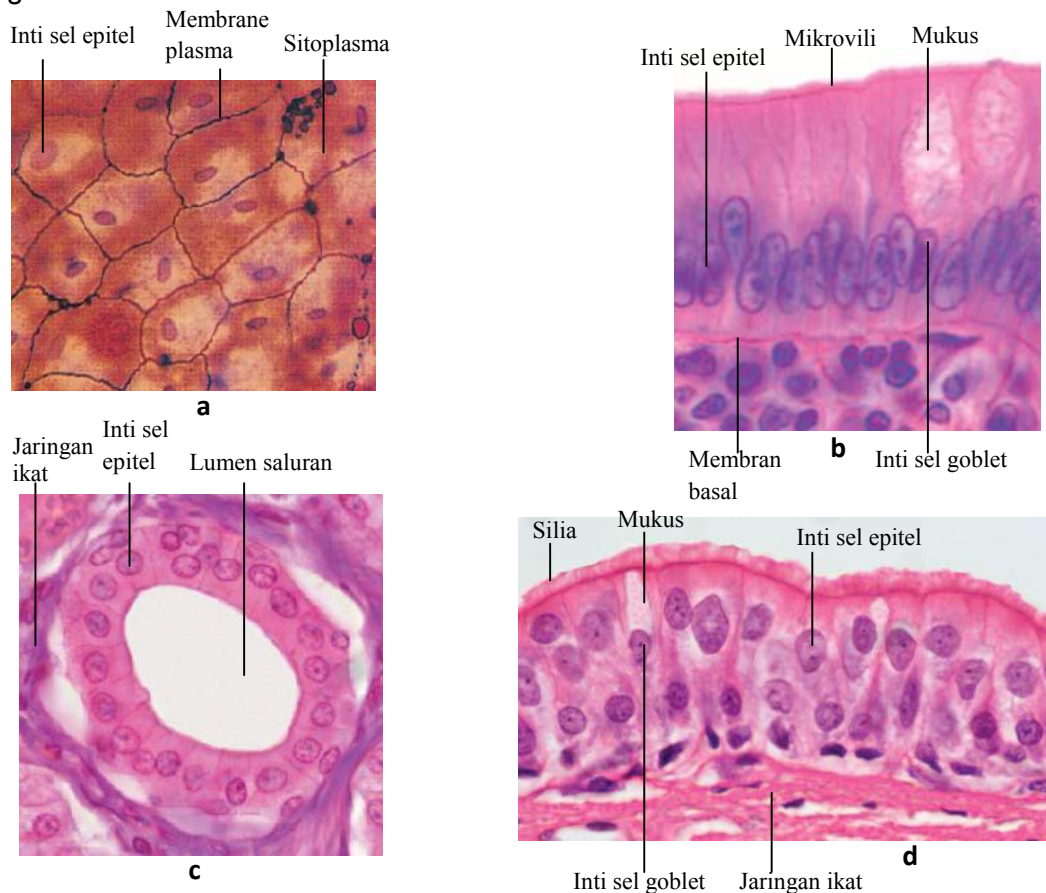 Inti sel epitel
Membrane
plasma
Sitoplasma
a
Mikrovili
Mukus
Inti sel epitel
b
Membran
basal
Inti sel goblet
Jaringan
ikat
Inti sel
epitel
Lumen saluran
c
Silia
Mukus
Inti sel epitel
d
Inti sel goblet
Jaringan ikat